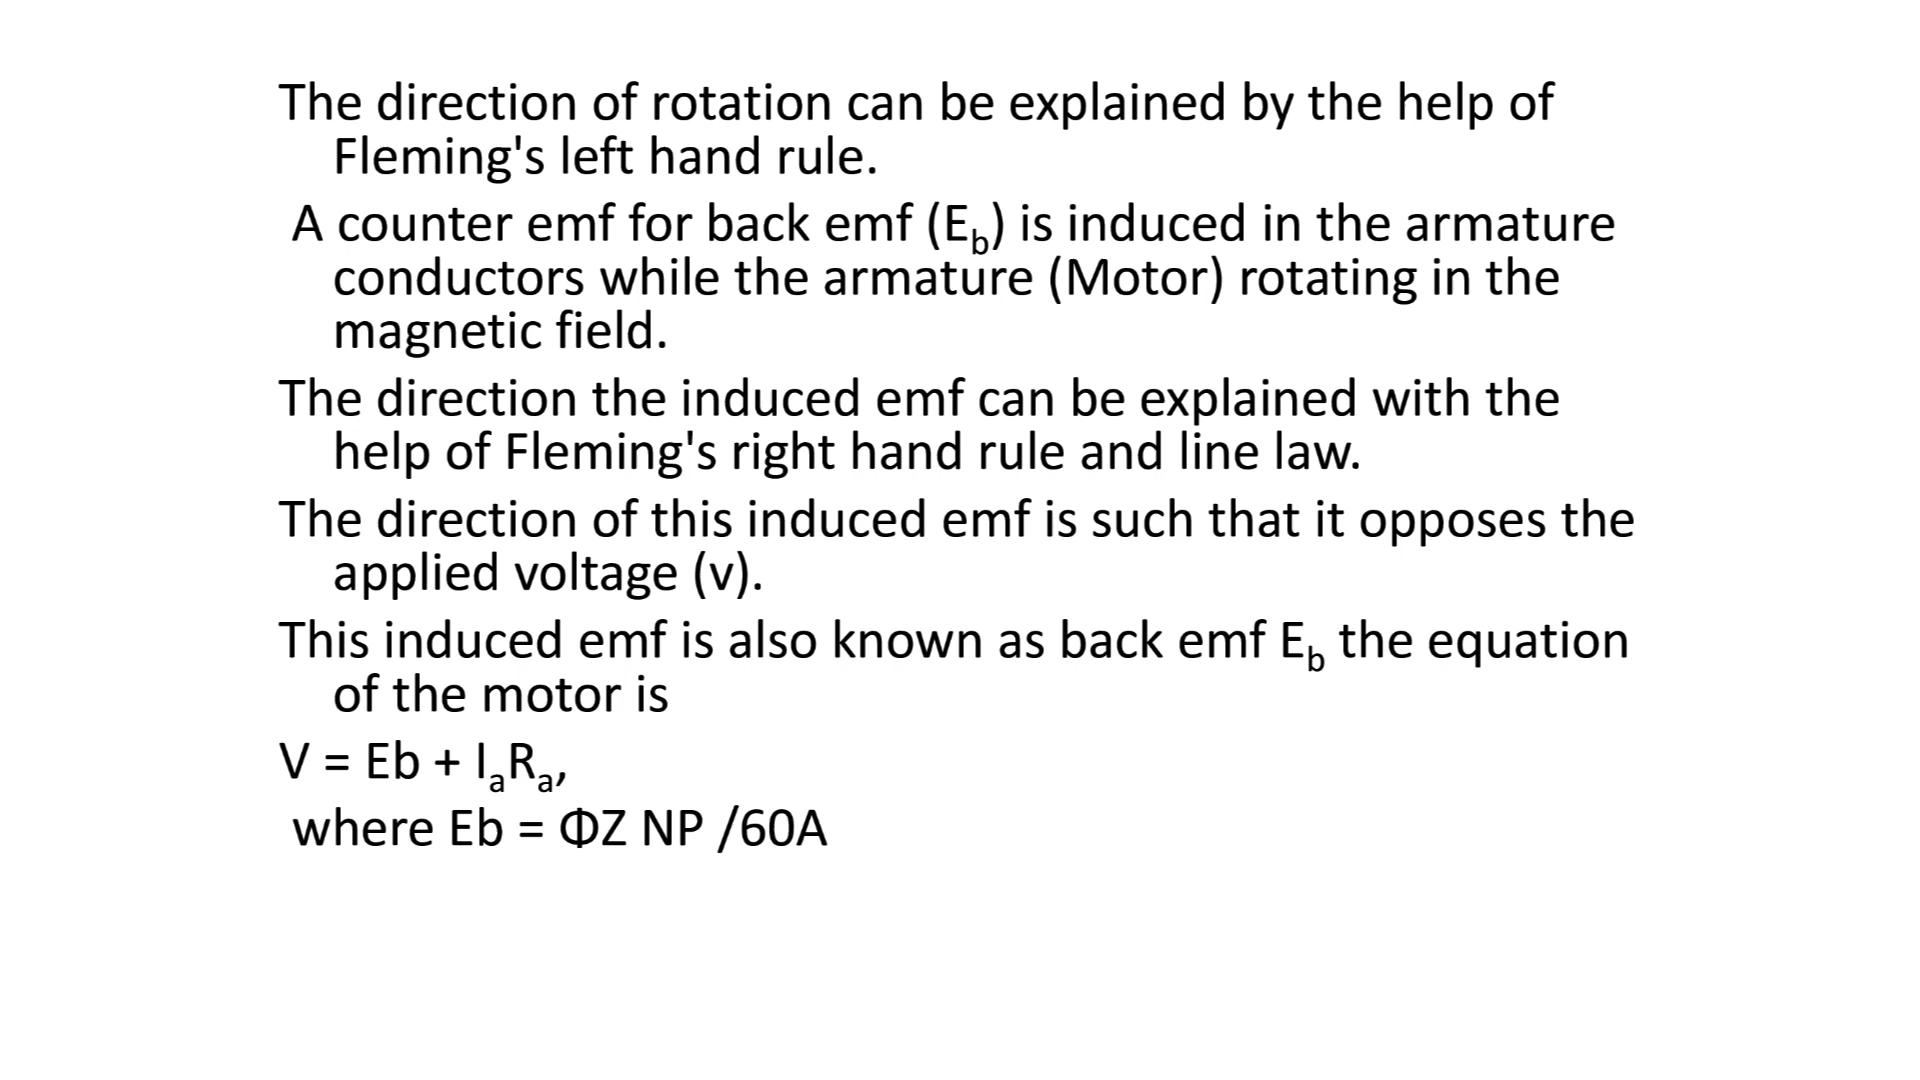 The direction of rotation can be explained by the help of
Fleming's left hand rule.
A counter emf for back emf (E_b) is induced in the armature
conductors while the armature (Motor) rotating in the
magnetic field.
The direction the induced emf can be explained with the
help of Fleming's right hand rule and line law.
The direction of this induced emf is such that it opposes the
applied voltage (v).
This induced emf is also known as back emf E_b the equation
of the motor is
V = Eb + I_aR_a,
where Eb = ΦZ NP /60A